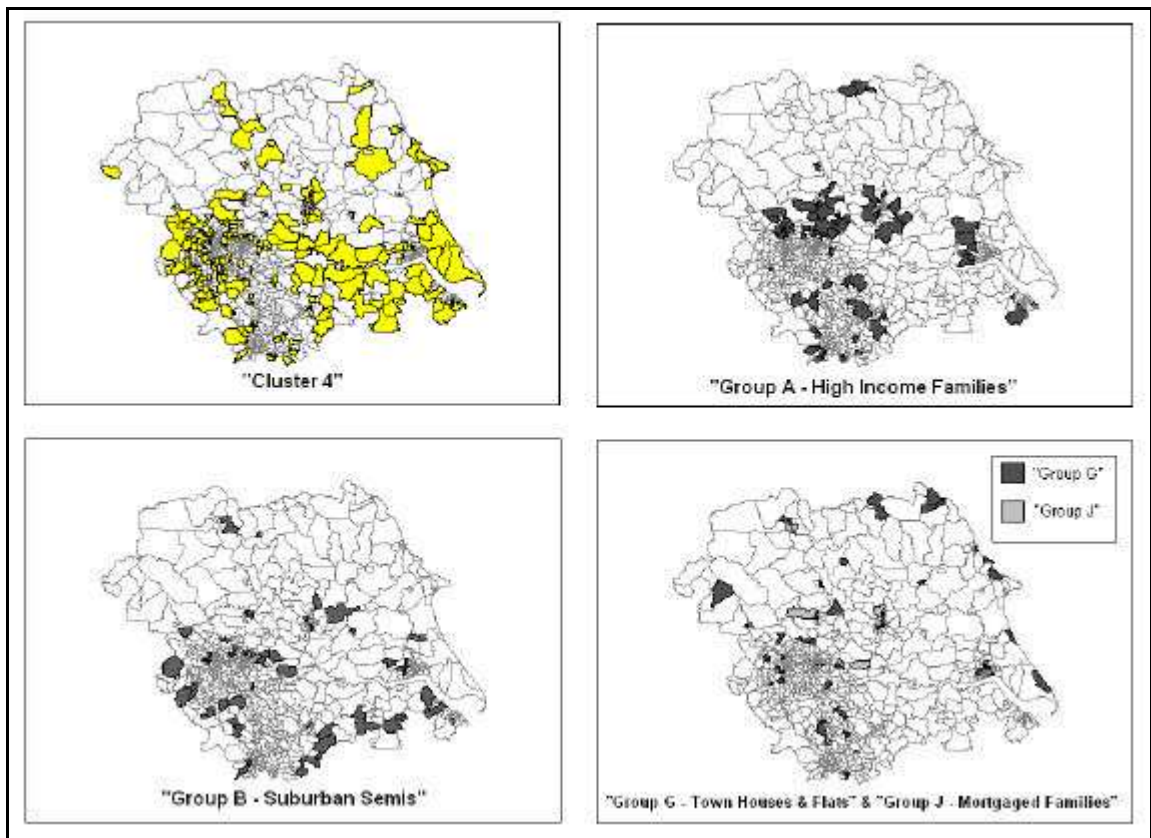 "Cluster 4"
"Group A - High Income Families"
"Group B - Suburban Semis"
"Group G"
"Group J"
"Group G - Town Houses & Flats" & "Group J - Mortgaged Families"